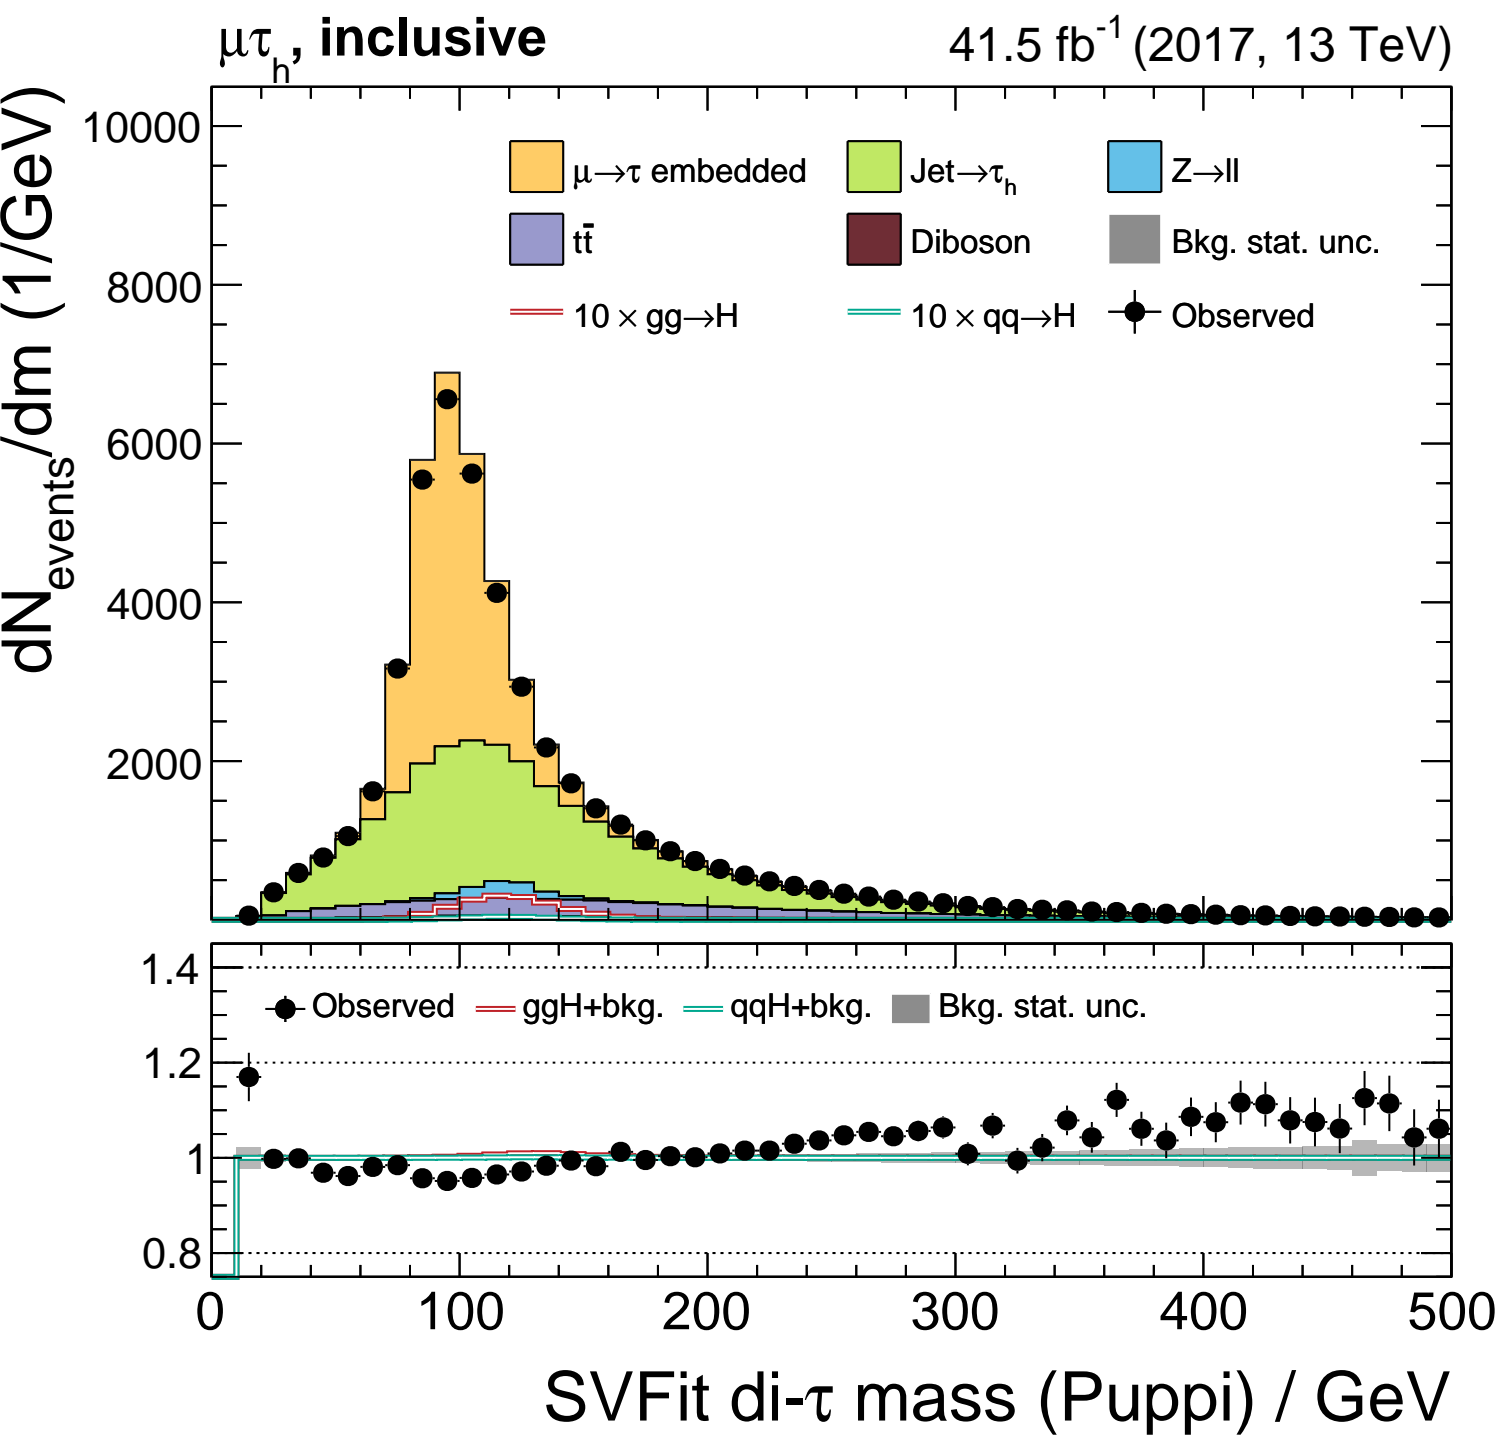 μτh, inclusive 41.5 fb-1 (2017, 13 TeV)
dNevents/dm (1/GeV)
10000
8000
6000
4000
2000
μ→τ embedded Jet→τh Z→ll
tt̄ Diboson Bkg. stat. unc.
10 × gg→H 10 × qq→H Observed
1.4
1.2
1
0.8
Observed ggH+bkg. qqH+bkg. Bkg. stat. unc.
0 100 200 300 400 500
SVFit di-τ mass (Puppi) / GeV